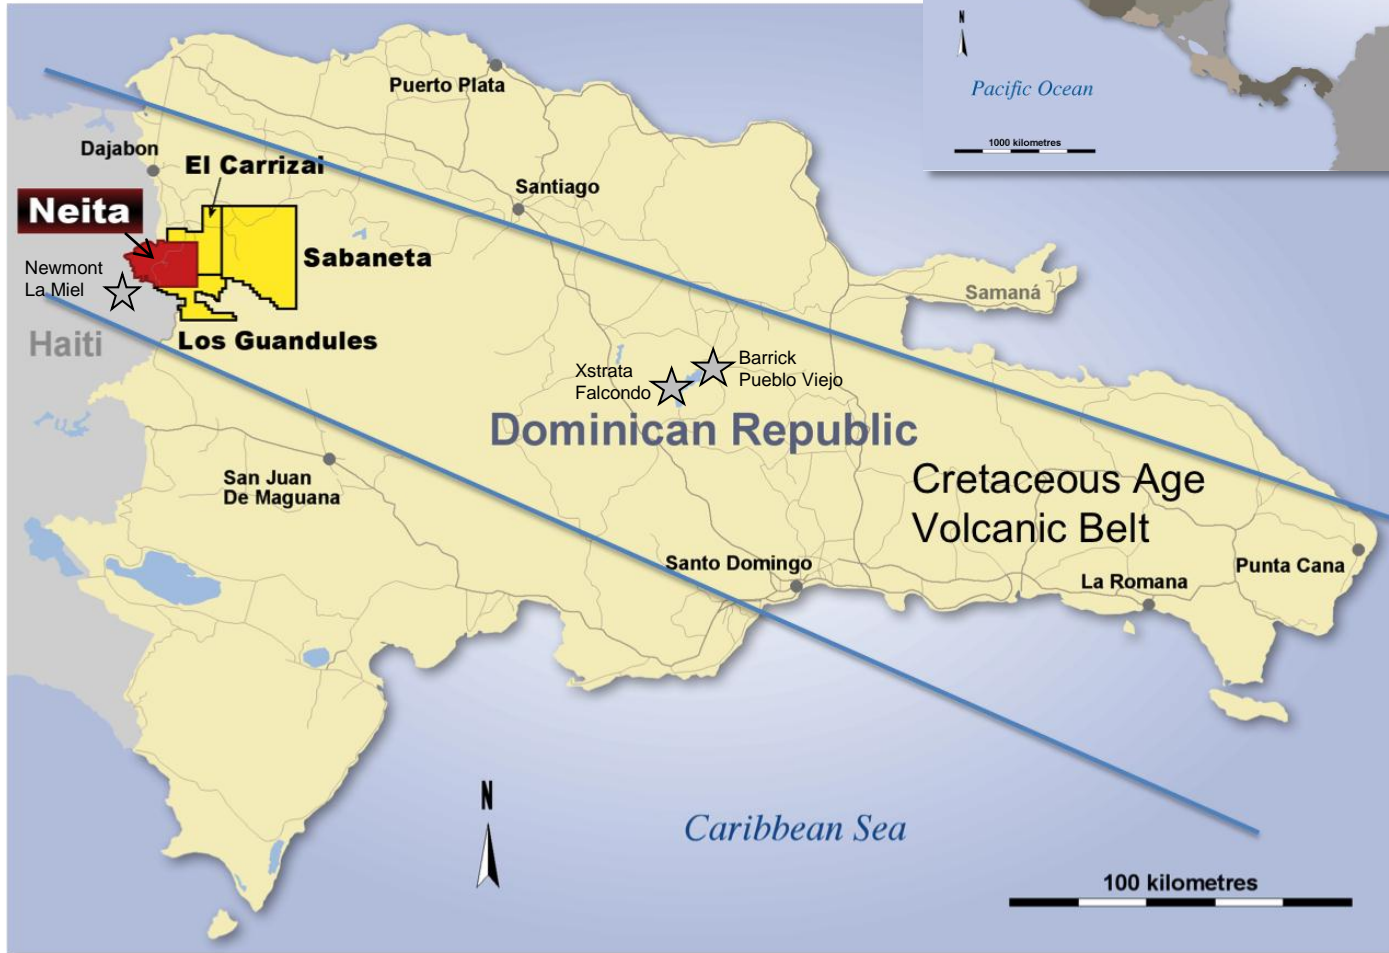 N
Pacific Ocean
1000 kilometres
Puerto Plata
Dajabon
El Carrizal
Santiago
Neita
Sabaneta
Newmont
La Miel
Samaná
Haiti
Los Guandules
Barrick
Pueblo Viejo
Xstrata
Falcondo
Dominican Republic
Cretaceous Age
Volcanic Belt
San Juan
De Maguana
Santo Domingo
Punta Cana
La Romana
N
Caribbean Sea
100 kilometres